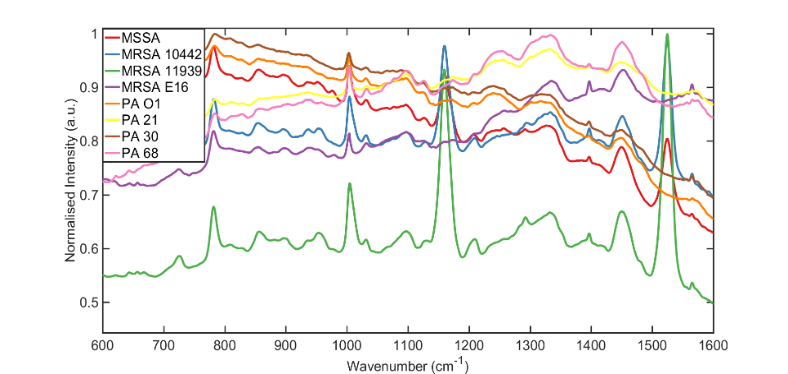 1
0.9
0.8
0.7
0.6
0.5
Normalised Intensity (a.u.)
MSSA
MRSA 10442
MRSA 11939
MRSA E16
PA O1
PA 21
PA 30
PA 68
600 700 800 900 1000 1100 1200 1300 1400 1500 1600
Wavenumber (cm-1)